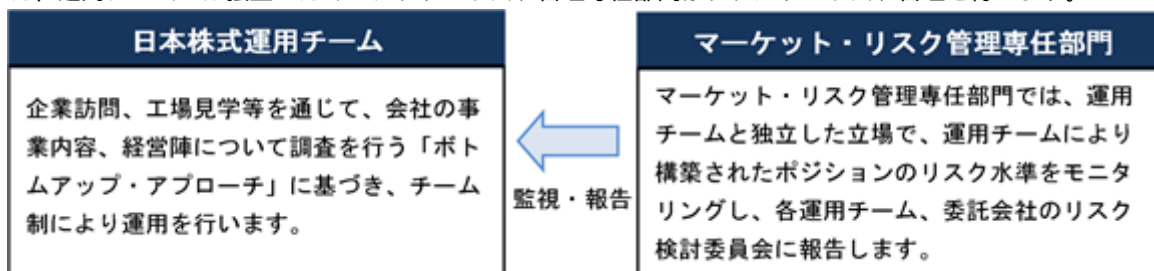 日本株式運用チーム
企業訪問、工場見学等を通じて、会社の事
業内容、経営陣について調査を行う「ボト
ムアップ・アプローチ」に基づき、チーム
制により運用を行います。
監視・報告
マーケット・リスク管理専任部門
マーケット・リスク管理専任部門では、運用
チームと独立した立場で、運用チームにより
構築されたポジションのリスク水準をモニタ
リングし、各運用チーム、委託会社のリスク
検討委員会に報告します。